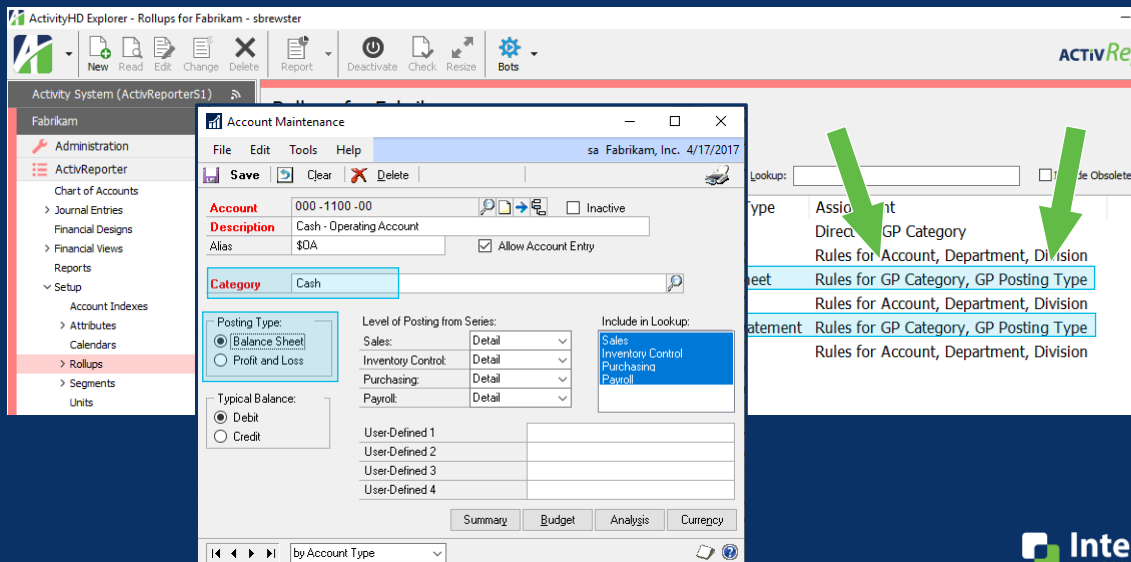 ActivityHD Explorer - Rollups for Fabrikam - sbrewster
New Read Edit Change Delete Report Deactivate Check Resize Bots
ACTiVRe
Activity System (ActivReporterS1)
Fabrikam
Administration
ActivReporter
Chart of Accounts
Journal Entries
Financial Designs
Financial Views
Reports
Setup
Account Indexes
Attributes
Calendars
Rollups
Segments
Units
Account Maintenance
File Edit Tools Help
sa Fabrikam, Inc. 4/17/2017
Save Clear Delete
Account 000 -1100 -00 Inactive
Description Cash - Operating Account
Alias $0A Allow Account Entry
Category Cash
Posting Type:
Balance Sheet
Profit and Loss
Typical Balance:
Debit
Credit
Level of Posting from Series:
Sales: Detail
Inventory Control: Detail
Purchasing: Detail
Payroll: Detail
Include in Lookup:
Sales
Inventory Control
Purchasing
Payroll
User-Defined 1
User-Defined 2
User-Defined 3
User-Defined 4
Summary Budget Analysis Currency
by Account Type
Lookup: Obsolete
GP Category
Rules for Account, Department, Division
eet Rules for GP Category, GP Posting Type
Rules for Account, Department, Division
atement Rules for GP Category, GP Posting Type
Rules for Account, Department, Division
Inte